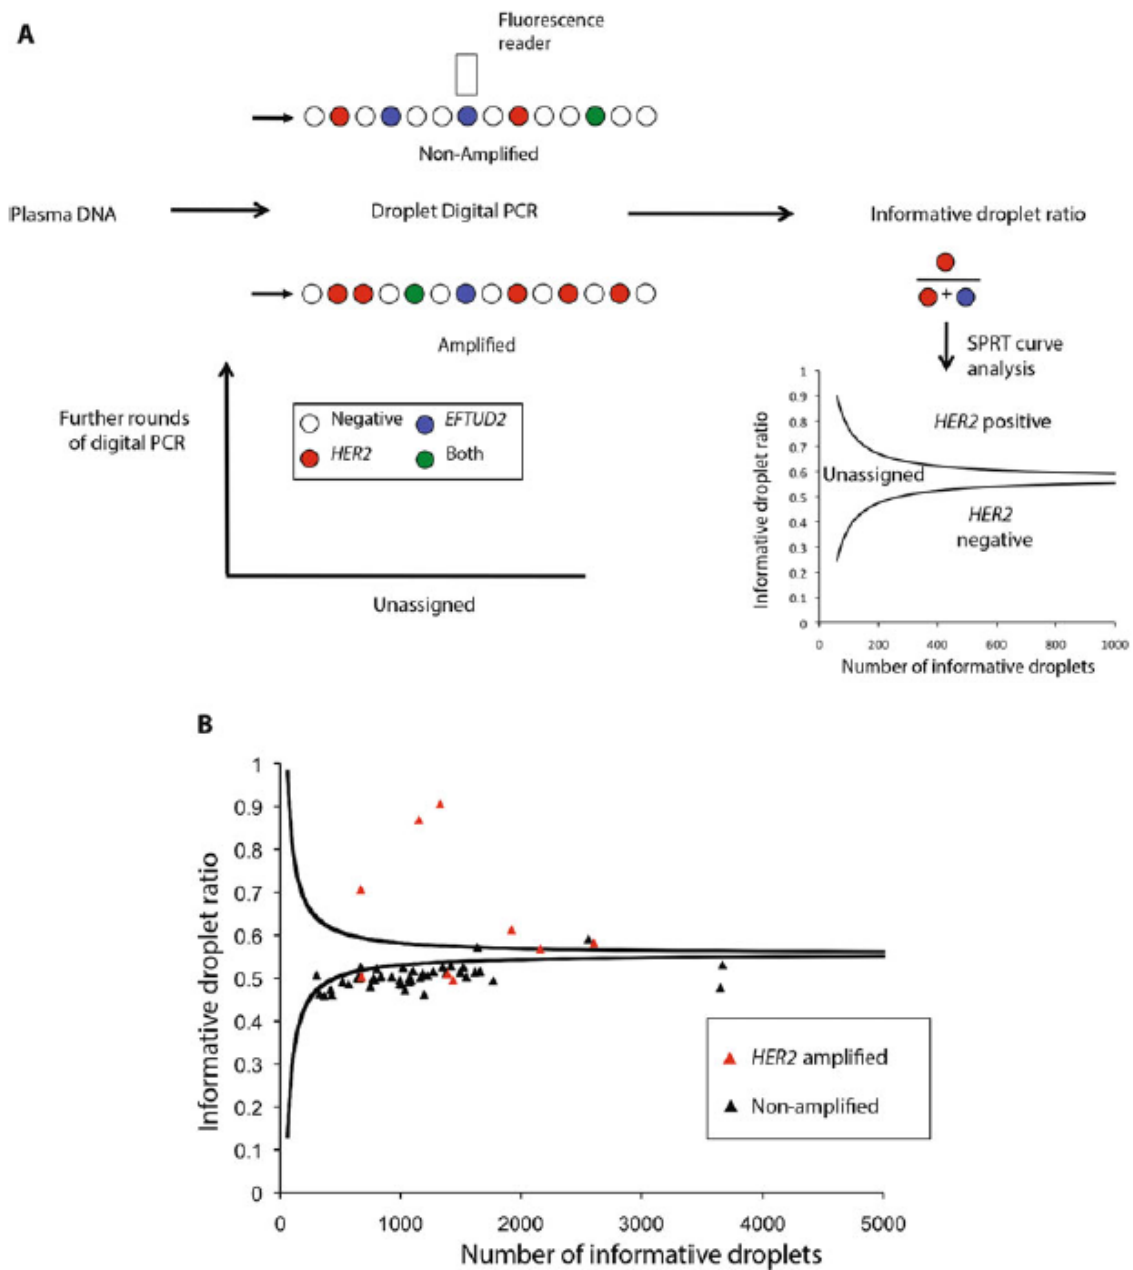 A
Fluorescence
reader
Non-Amplified
Plasma DNA
Droplet Digital PCR
Informative droplet ratio
+
Amplified
SPRT curve
analysis
Further rounds
of digital PCR
Negative
EFTUD2
HER2
Both
Unassigned
Informative droplet ratio
1
0.9
0.8
0.7
0.6
0.5
0.4
0.3
0.2
0.1
0
HER2 positive
Unassigned
HER2
negative
0 200 400 600 800 1000
Number of informative droplets
B
Informative droplet ratio
1
0.9
0.8
0.7
0.6
0.5
0.4
0.3
0.2
0.1
0
HER2 amplified
Non-amplified
0 1000 2000 3000 4000 5000
Number of informative droplets